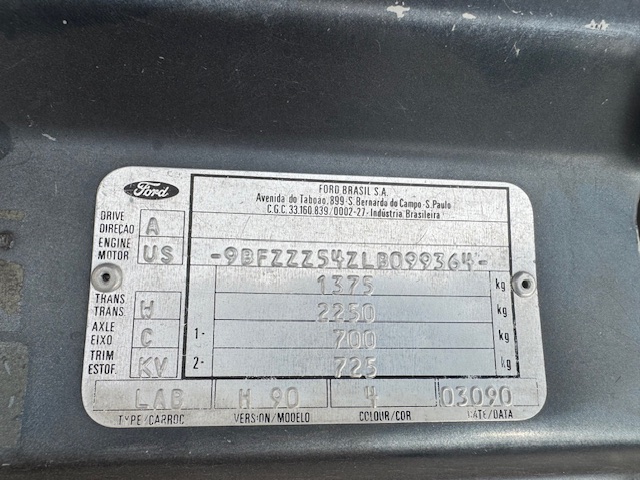 Ford
FORD BRASIL S.A.
Avenida do Taboão, 899-S. Bernardo do Campo-S. Paulo
C.G.C. 33.160.839/0002-27-Indústria Brasileira
DRIVE
DIREÇÃO A
ENGINE
MOTOR US -9BFZZZ54ZLB099364-
1375 kg
TRANS.
TRANS. W 2250 kg
AXLE
EIXO C 1- 700 kg
TRIM
ESTOF. KV 2- 725 kg
LAB H 90 4 03090
TYPE/CARROC VERSION/MODELO COLOUR/COR DATE/DATA